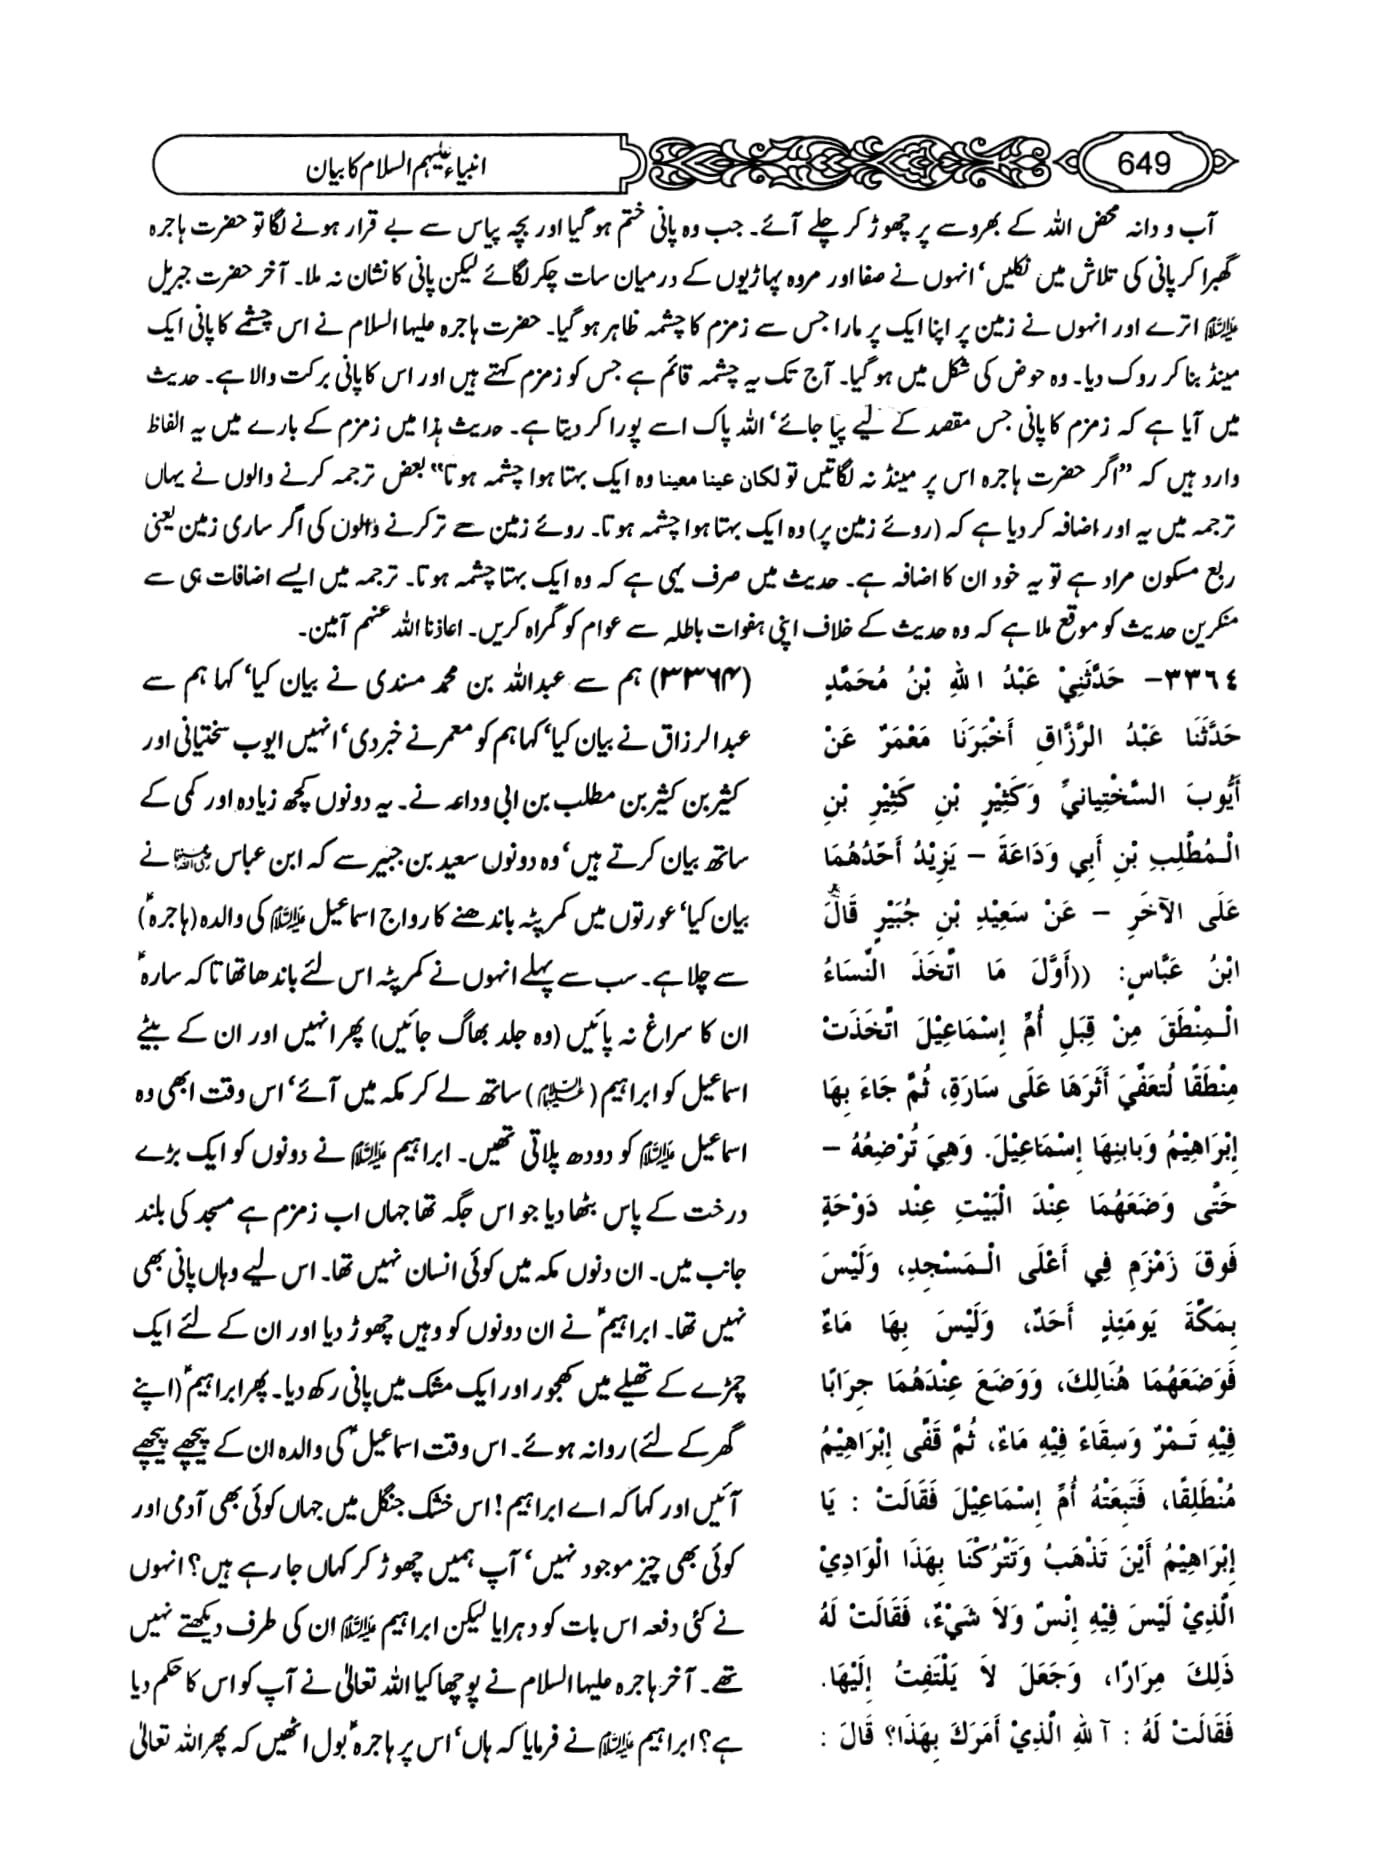 649
انبیاء علیہم السلام کا بیان
آب و دانہ محض اللہ کے بھروسے پر چھوڑ کر چلے آئے۔ جب وہ پانی ختم ہو گیا اور بچہ پیاس سے بے قرار ہونے لگا تو حضرت ہاجرہ
گھبرا کر پانی کی تلاش میں نکلیں‘ انہوں نے صفا اور مروہ پہاڑیوں کے درمیان سات چکر لگائے لیکن پانی کا نشان نہ ملا۔ آخر حضرت جبریل
علیہ السلام اترے اور انہوں نے زمین پر اپنا ایک پر مارا جس سے زمزم کا چشمہ ظاہر ہو گیا۔ حضرت ہاجرہ علیہا السلام نے اس چشمے کا پانی ایک
مینڈ بنا کر روک دیا۔ وہ حوض کی شکل میں ہو گیا۔ آج تک یہ چشمہ قائم ہے جس کو زمزم کہتے ہیں اور اس کا پانی برکت والا ہے۔ حدیث
میں آیا ہے کہ زمزم کا پانی جس مقصد کے لیے پیا جائے‘ اللہ پاک اسے پورا کر دیتا ہے۔ حدیث ہذا میں زمزم کے بارے میں یہ الفاظ
وارد ہیں کہ ”اگر حضرت ہاجرہ اس پر مینڈ نہ لگاتیں تو لکان عینا معینا وہ ایک بہتا ہوا چشمہ ہوتا“ بعض ترجمہ کرنے والوں نے یہاں
ترجمہ میں یہ اور اضافہ کر دیا ہے کہ (روئے زمین پر) وہ ایک بہتا ہوا چشمہ ہوتا۔ روئے زمین سے ترکرنے والوں کی اگر ساری زمین یعنی
ربع مسکون مراد ہے تو یہ خود ان کا اضافہ ہے۔ حدیث میں صرف یہی ہے کہ وہ ایک بہتا چشمہ ہوتا۔ ترجمہ میں ایسے اضافات ہی سے
منکرین حدیث کو موقع ملا ہے کہ وہ حدیث کے خلاف اپنی ہفوات باطلہ سے عوام کو گمراہ کریں۔ اعاذنا اللہ عنہم آمین۔
٣٣٦٤- حَدَّثَنِيْ عَبْدُ اللهِ بْنُ مُحَمَّدٍ
حَدَّثَنَا عَبْدُ الرَّزَّاقِ أَخْبَرَنَا مَعْمَرٌ عَنْ
أَيُّوبَ السَّخْتِيانيِّ وَكَثِيْرٍ بْنِ كَثِيْرِ بْنِ
الْـمُطَّلِبِ بْنِ أَبِي وَدَاعَةَ – يَزِيْدُ أَحَدُهُمَا
عَلَى الآخَرِ – عَنْ سَعِيْدِ بْنِ جُبَيْرٍ قَالَ
ابْنُ عَبَّاسٍ: ((أَوَّلَ مَا اتَّخَذَ النِّسَاءُ
الْـمِنْطَقَ مِنْ قِبَلِ أُمِّ إِسْمَاعِيْلَ اتَّخَذَتْ
مِنْطَقًا لُتعَفِّيَ أَثَرَهَا عَلَى سَارَةَ، ثُمَّ جَاءَ بِهَا
إِبْرَاهِيْمُ وَبِابنِهَا إِسْمَاعِيْلَ. وَهِيَ تُرْضِعُهُ –
حَتَّى وَضَعَهُمَا عِنْدَ الْبَيْتِ عِنْد دَوْحَةٍ
فَوقَ زَمْزَمَ فِي أَعْلَى الْـمَسْجِدِ، وَلَيْسَ
بِمَكَّةَ يَومَئِذٍ أَحَدٌ، وَلَيْسَ بِهَا مَاءٌ
فَوَضَعَهُمَا هُنَالِكَ، وَوَضَعَ عِنْدَهُمَا جِرَابًا
فِيْهِ تَـمْرٌ وَسِقَاءً فِيْهِ مَاءٌ، ثُمَّ قَفَّى إِبْرَاهِيْمُ
مُنْطَلِقًا، فَتَبِعَتْهُ أُمُّ إِسْمَاعِيْلَ فَقَالَتْ : يَا
إِبْرَاهِيْمُ أَيْنَ تَذْهَبُ وَتَتْرُكُنَا بِهَذَا الْوَادِيْ
الَّذِيْ لَيْسَ فِيْهِ إِنْسٌ وَلاَ شَيْءٌ، فَقَالَتْ لَهُ
ذَلِكَ مِرَارًا، وَجَعَلَ لاَ يَلْتَفِتُ إِلَيْهَا.
فَقَالَتْ لَهُ : آ للهِ الَّذِيْ أَمَرَكَ بِهَذَا؟ قَالَ :
(۳۳۶۴) ہم سے عبداللہ بن محمد مسندی نے بیان کیا‘ کہا ہم سے
عبدالرزاق نے بیان کیا‘ کہا ہم کو معمر نے خبردی‘ انہیں ایوب سختیانی اور
کثیر بن کثیر بن مطلب بن ابی وداعہ نے۔ یہ دونوں کچھ زیادہ اور کمی کے
ساتھ بیان کرتے ہیں‘ وہ دونوں سعید بن جبیر سے کہ ابن عباس رضی اللہ عنہما نے
بیان کیا‘ عورتوں میں کمر پٹہ باندھنے کا رواج اسماعیل علیہ السلام کی والدہ (ہاجرہؑ)
سے چلا ہے۔ سب سے پہلے انہوں نے کمر پٹہ اس لئے باندھا تھا تاکہ سارہؑ
ان کا سراغ نہ پائیں (وہ جلد بھاگ جائیں) پھر انہیں اور ان کے بیٹے
اسماعیل کو ابراہیم (علیہما السلام) ساتھ لے کر مکہ میں آئے‘ اس وقت ابھی وہ
اسماعیل علیہ السلام کو دودھ پلاتی تھیں۔ ابراہیم علیہ السلام نے دونوں کو ایک بڑے
درخت کے پاس بٹھا دیا جو اس جگہ تھا جہاں اب زمزم ہے مسجد کی بلند
جانب میں۔ ان دنوں مکہ میں کوئی انسان نہیں تھا۔ اس لیے وہاں پانی بھی
نہیں تھا۔ ابراہیمؑ نے ان دونوں کو وہیں چھوڑ دیا اور ان کے لئے ایک
چمڑے کے تھیلے میں کھجور اور ایک مشک میں پانی رکھ دیا۔ پھر ابراہیمؑ (اپنے
گھر کے لئے) روانہ ہوئے۔ اس وقت اسماعیلؑ کی والدہ ان کے پیچھے پیچھے
آئیں اور کہا کہ اے ابراہیم! اس خشک جنگل میں جہاں کوئی بھی آدمی اور
کوئی بھی چیز موجود نہیں‘ آپ ہمیں چھوڑ کر کہاں جا رہے ہیں؟ انہوں
نے کئی دفعہ اس بات کو دہرایا لیکن ابراہیم علیہ السلام ان کی طرف دیکھتے نہیں
تھے۔ آخر ہاجرہ علیہا السلام نے پوچھا کیا اللہ تعالیٰ نے آپ کو اس کا حکم دیا
ہے؟ ابراہیم علیہ السلام نے فرمایا کہ ہاں‘ اس پر ہاجرہؑ بول اٹھیں کہ پھر اللہ تعالیٰ